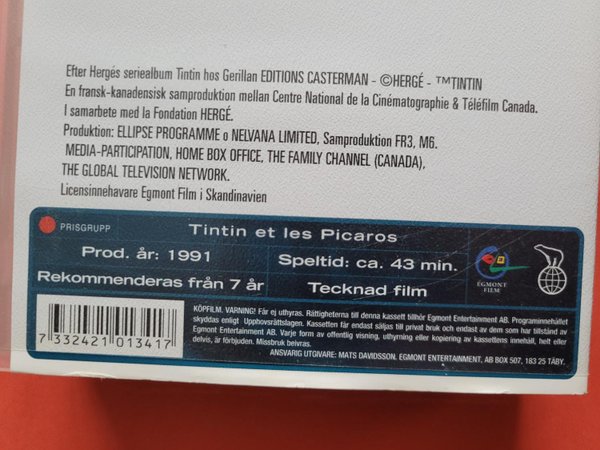 Efter Hergés seriealbum Tintin hos Gerillan EDITIONS CASTERMAN - ©HERGÉ - ™TINTIN
En fransk-kanadensisk samproduktion mellan Centre National de la Cinématographie & Téléfilm Canada.
I samarbete med la Fondation HERGÉ.
Produktion: ELLIPSE PROGRAMME o NELVANA LIMITED, Samproduktion FR3, M6.
MEDIA-PARTICIPATION, HOME BOX OFFICE, THE FAMILY CHANNEL (CANADA),
THE GLOBAL TELEVISION NETWORK.
Licensinnehavare Egmont Film i Skandinavien
PRISGRUPP
Tintin et les Picaros
Prod. år: 1991
Speltid: ca. 43 min.
Rekommenderas från 7 år
Tecknad film
EGMONT
FILM
7 332421 013417
KÖPFILM. VARNING! Får ej uthyras. Rättigheterna till denna kassett tillhör Egmont Entertainment AB. Programinnehållet
skyddas enligt Upphovsrättslagen. Kassetten får endast säljas till privat bruk och endast av dem som har tillstånd av
Egmont Entertainment AB. Varje form av offentlig visning, uthyrning eller kopiering av kassettens innehåll, helt eller
delvis, är förbjuden. Missbruk beivras.
ANSVARIG UTGIVARE: MATS DAVIDSSON, EGMONT ENTERTAINMENT, AB BOX 507, 183 25 TÄBY.